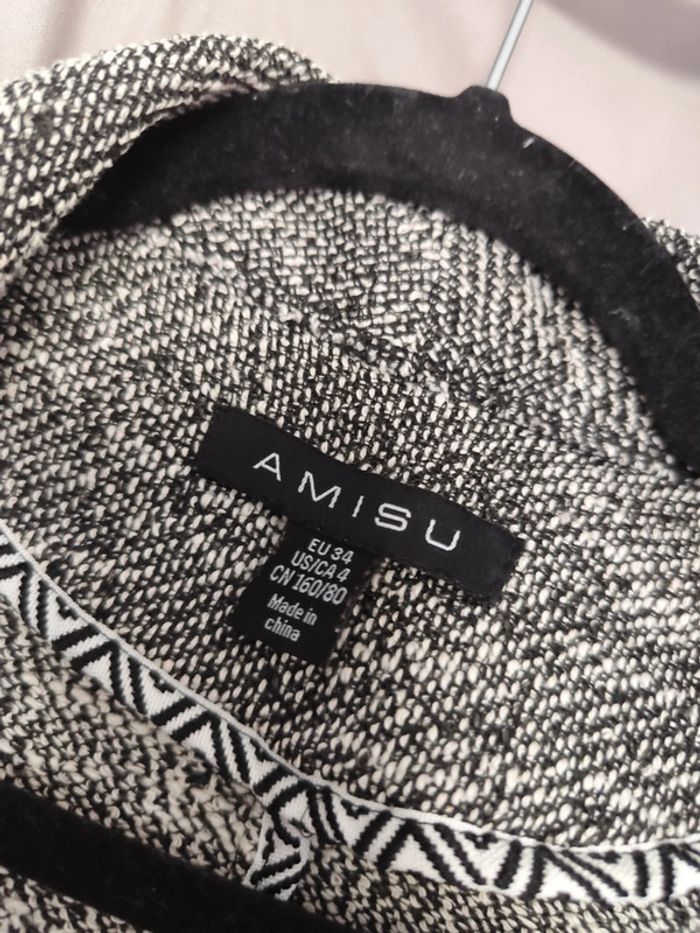 AMISU
EU 34
US/CA 4
CN 160/80
Made in
china